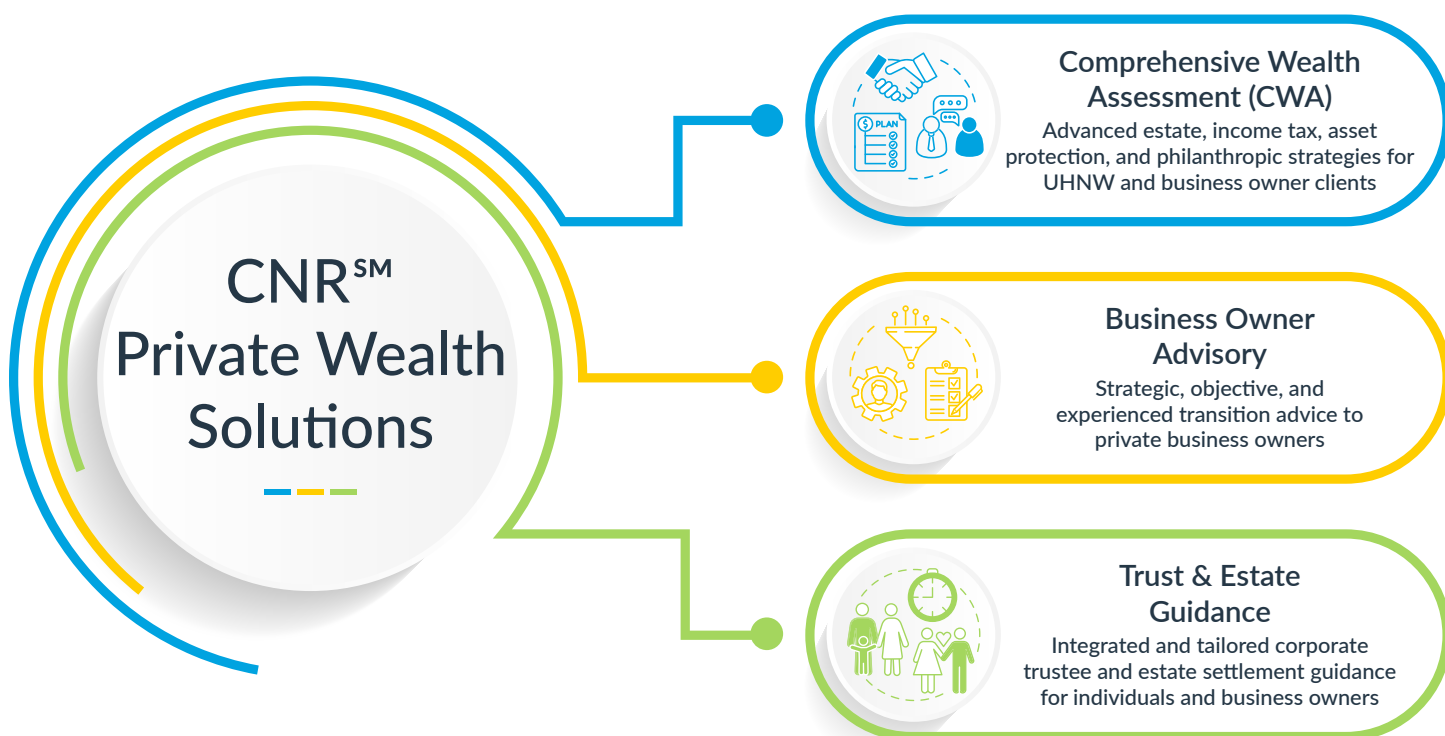 CNR℠
Private Wealth
Solutions
Comprehensive Wealth
Assessment (CWA)
Advanced estate, income tax, asset
protection, and philanthropic strategies for
UHNW and business owner clients
$ PLAN
Business Owner
Advisory
Strategic, objective, and
experienced transition advice to
private business owners
Trust & Estate
Guidance
Integrated and tailored corporate
trustee and estate settlement guidance
for individuals and business owners